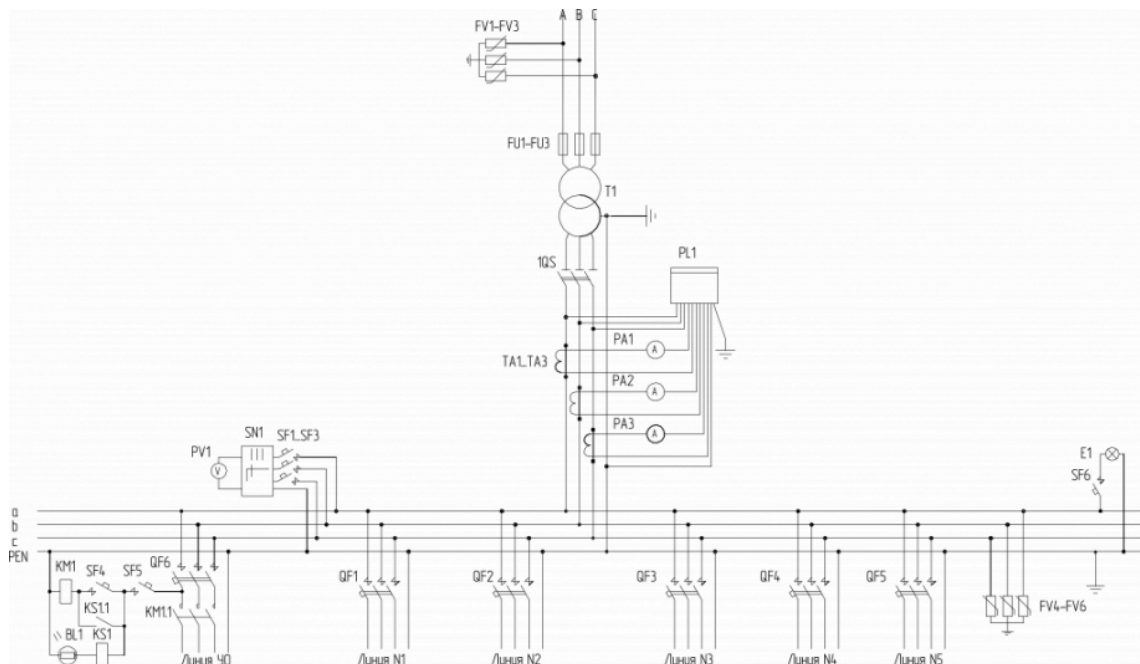 A B C
FV1-FV3
FU1-FU3
T1
1QS
PL1
PA1
A
TA1...TA3
PA2
A
PA3
A
SN1
SF1...SF3
PV1
V
E1
SF6
a
b
c
PEN
KM1
SF4
SF5
QF6
QF1
QF2
QF3
QF4
QF5
KS1.1
KM1.1
FV4-FV6
BL1
KS1
Линия ЧО
Линия N1
Линия N2
Линия N3
Линия N4
Линия N5